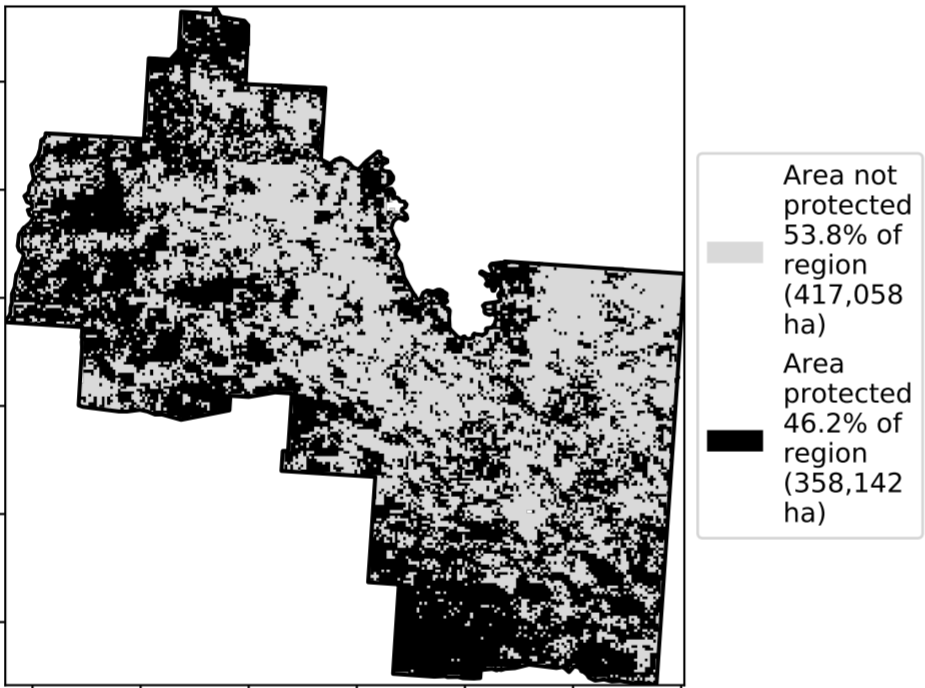 Area not
protected
53.8% of
region
(417,058
ha)
Area
protected
46.2% of
region
(358,142
ha)